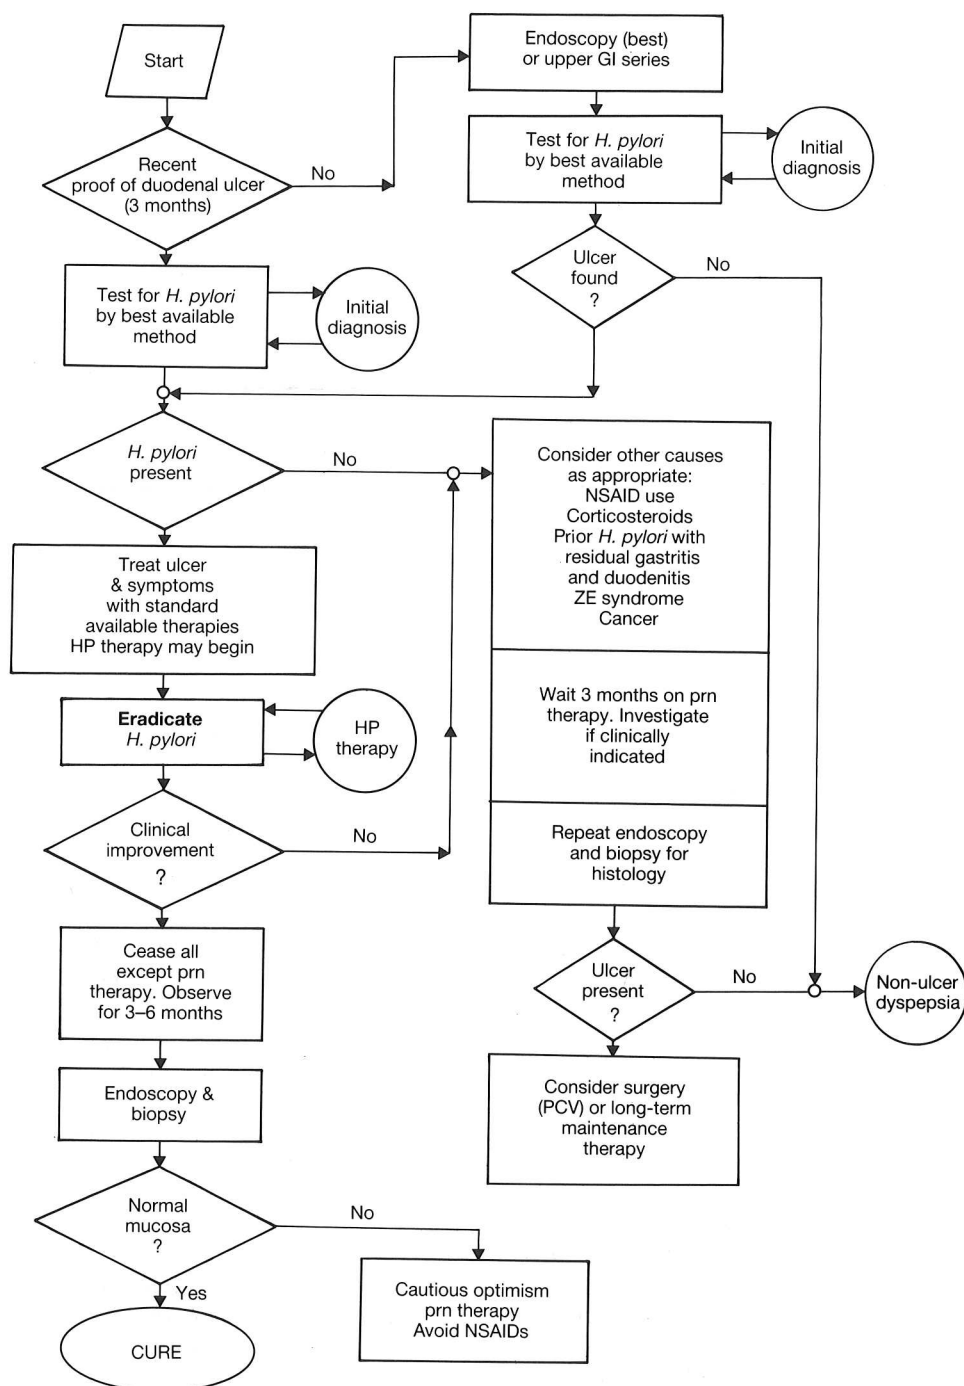 Start
Recent
proof of duodenal ulcer
(3 months)
No
Endoscopy (best)
or upper GI series
Test for H. pylori
by best available
method
Initial
diagnosis
Ulcer
found
?
No
Test for H. pylori
by best available
method
Initial
diagnosis
H. pylori
present
No
Consider other causes
as appropriate:
NSAID use
Corticosteroids
Prior H. pylori with
residual gastritis
and duodenitis
ZE syndrome
Cancer
Treat ulcer
& symptoms
with standard
available therapies
HP therapy may begin
Wait 3 months on prn
therapy. Investigate
if clinically
indicated
Eradicate
H. pylori
HP
therapy
Clinical
improvement
?
No
Repeat endoscopy
and biopsy for
histology
Cease all
except prn
therapy. Observe
for 3–6 months
Ulcer
present
?
No
Non-ulcer
dyspepsia
Endoscopy &
biopsy
Consider surgery
(PCV) or long-term
maintenance
therapy
Normal
mucosa
?
No
Yes
Cautious optimism
prn therapy
Avoid NSAIDs
CURE